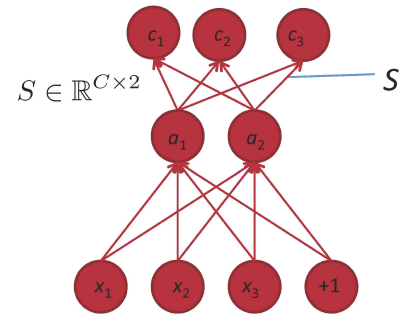 c₁ c₂ c₃
S ∈ ℝ^{C×2}
S
a₁ a₂
x₁ x₂ x₃ +1